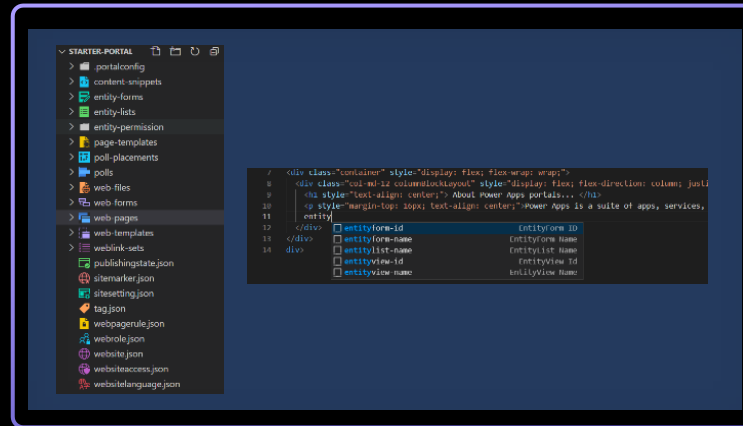 STARTER-PORTAL
.portalconfig
content-snippets
entity-forms
entity-lists
entity-permission
page-templates
poll-placements
polls
web-files
web-forms
web-pages
web-templates
weblink-sets
publishingstate.json
sitemarker.json
sitesetting.json
tag.json
webpagerule.json
webrole.json
website.json
websiteaccess.json
websitelanguage.json
7 <div class="container" style="display: flex; flex-wrap: wrap;">
8 <div class="col-md-12 columnBlockLayout" style="display: flex; flex-direction: column; justi
9 <h1 style="text-align: center;"> About Power Apps portals... </h1>
10 <p style="margin-top: 16px; text-align: center;">Power Apps is a suite of apps, services,
11 entity
12 </div> entityform-id EntityForm ID
13 </div> entityform-name EntityForm Name
14 div> entitylist-name EntityList Name
entityview-id EntityView Id
entityview-name EntityView Name